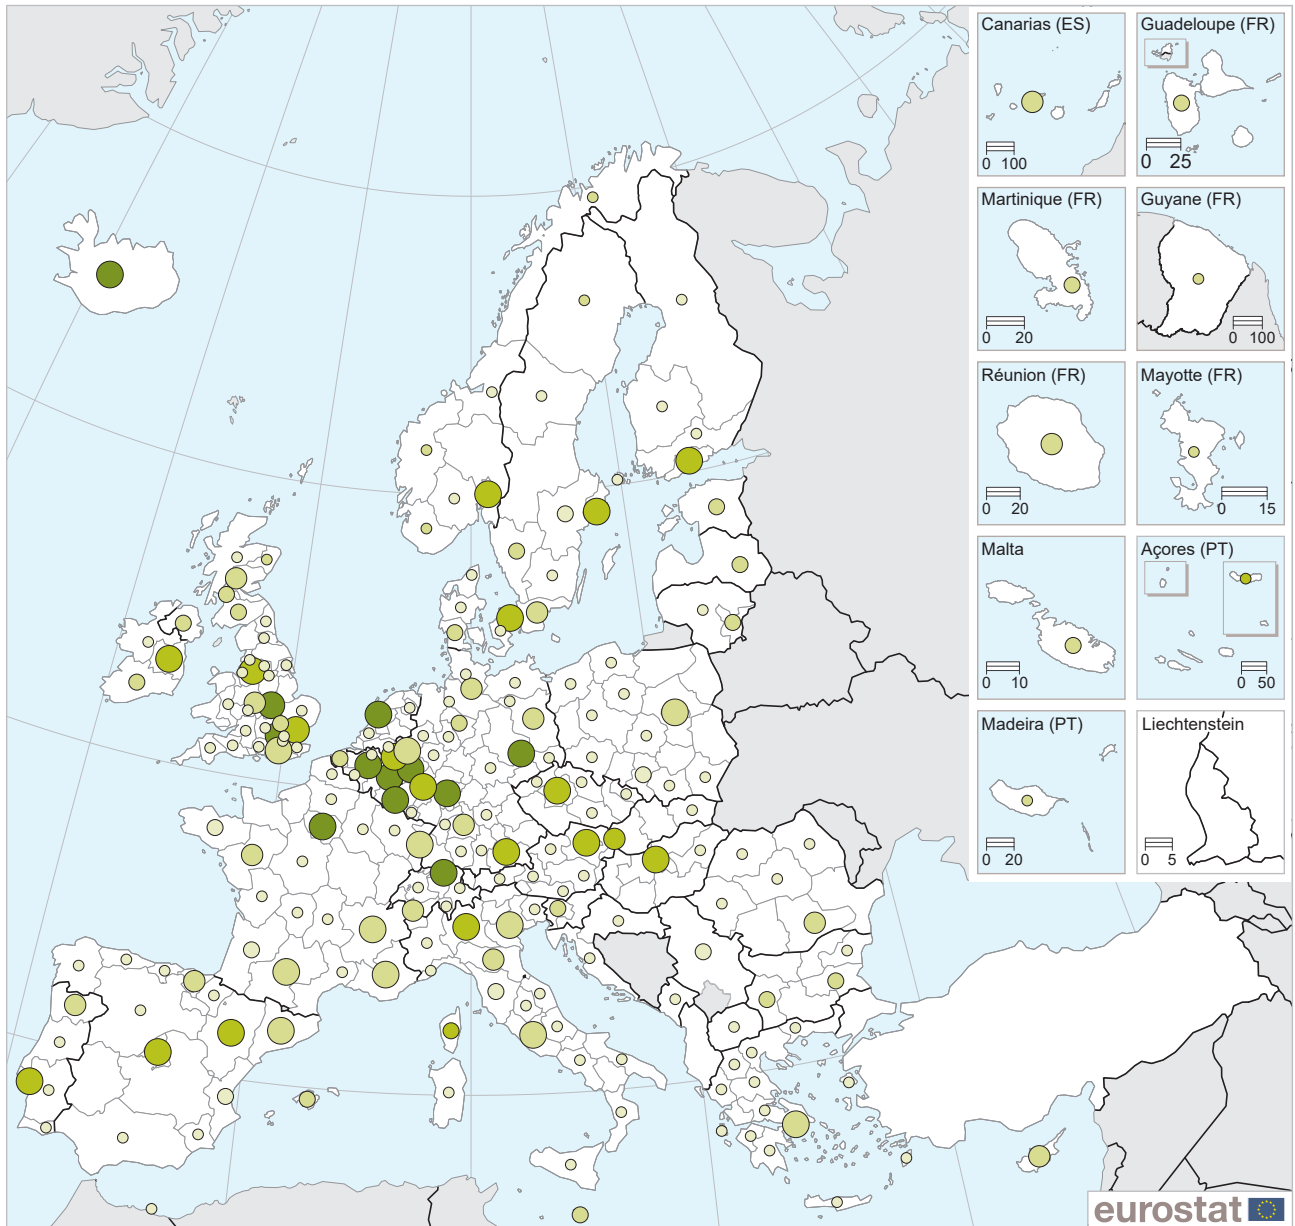 Canarias (ES)
0 100
Guadeloupe (FR)
0 25
Martinique (FR)
0 20
Guyane (FR)
0 100
Réunion (FR)
0 20
Mayotte (FR)
0 15
Malta
0 10
Açores (PT)
0 50
Madeira (PT)
0 20
Liechtenstein
0 5
eurostat